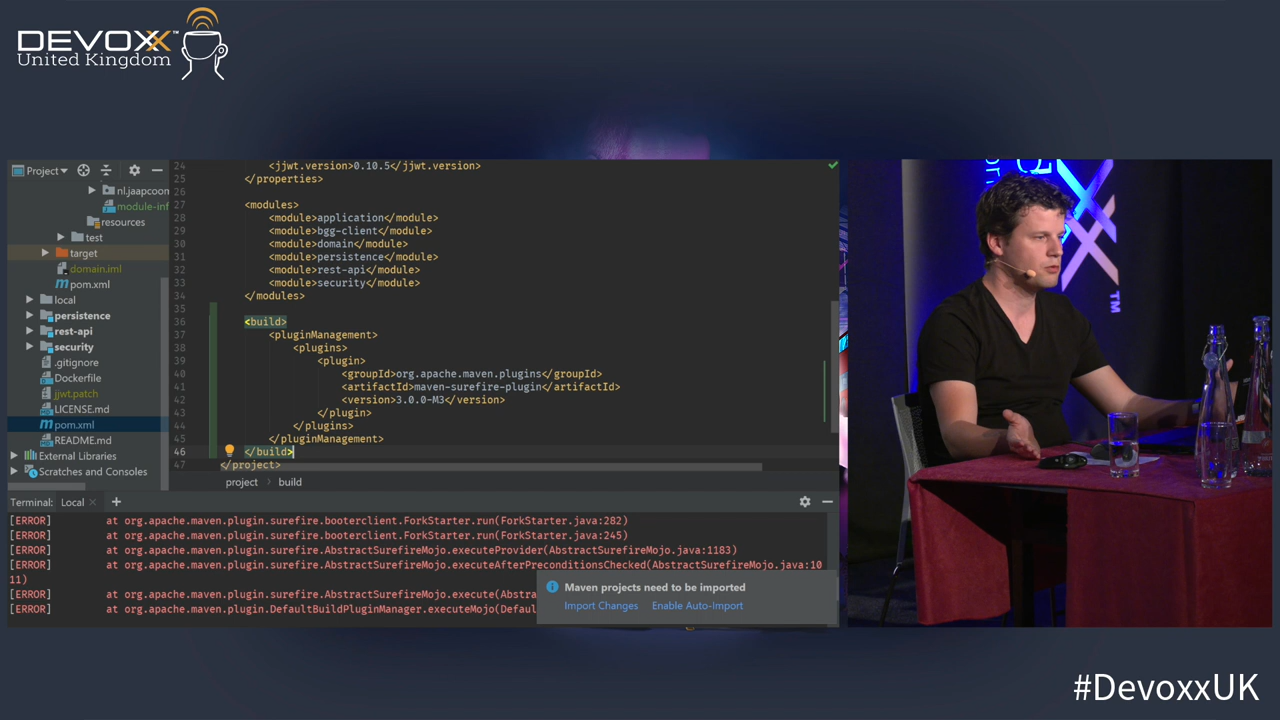 DEVOXX™
United Kingdom
Project
nl.jaapcoon
module-inf
resources
test
target
domain.iml
pom.xml
local
persistence
rest-api
security
.gitignore
Dockerfile
jjwt.patch
LICENSE.md
pom.xml
README.md
External Libraries
Scratches and Consoles
24 <jjwt.version>0.10.5</jjwt.version>
25 </properties>
26
27 <modules>
28 <module>application</module>
29 <module>bgg-client</module>
30 <module>domain</module>
31 <module>persistence</module>
32 <module>rest-api</module>
33 <module>security</module>
34 </modules>
35
36 <build>
37 <pluginManagement>
38 <plugins>
39 <plugin>
40 <groupId>org.apache.maven.plugins</groupId>
41 <artifactId>maven-surefire-plugin</artifactId>
42 <version>3.0.0-M3</version>
43 </plugin>
44 </plugins>
45 </pluginManagement>
46 </build>
47 </project>
project > build
Terminal: Local × +
[ERROR] at org.apache.maven.plugin.surefire.booterclient.ForkStarter.run(ForkStarter.java:282)
[ERROR] at org.apache.maven.plugin.surefire.booterclient.ForkStarter.run(ForkStarter.java:245)
[ERROR] at org.apache.maven.plugin.surefire.AbstractSurefireMojo.executeProvider(AbstractSurefireMojo.java:1183)
[ERROR] at org.apache.maven.plugin.surefire.AbstractSurefireMojo.executeAfterPreconditionsChecked(AbstractSurefireMojo.java:10
11)
[ERROR] at org.apache.maven.plugin.surefire.AbstractSurefireMojo.execute(Abstra
[ERROR] at org.apache.maven.plugin.DefaultBuildPluginManager.executeMojo(Defaul
Maven projects need to be imported
Import Changes Enable Auto-Import
TM
#DevoxxUK